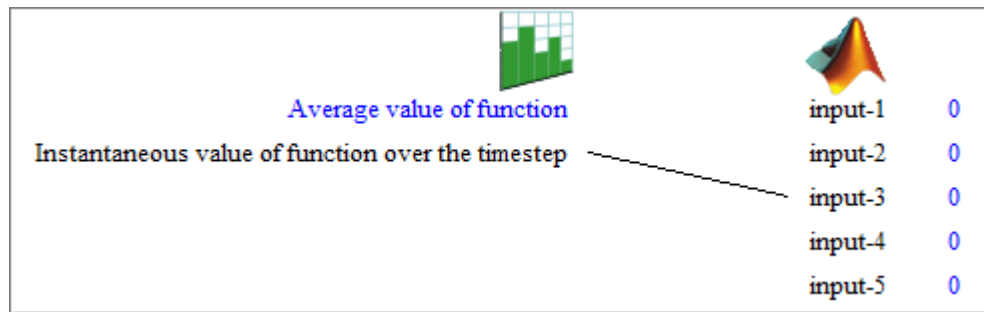 Average value of function input-1 0
Instantaneous value of function over the timestep input-2 0
input-3 0
input-4 0
input-5 0